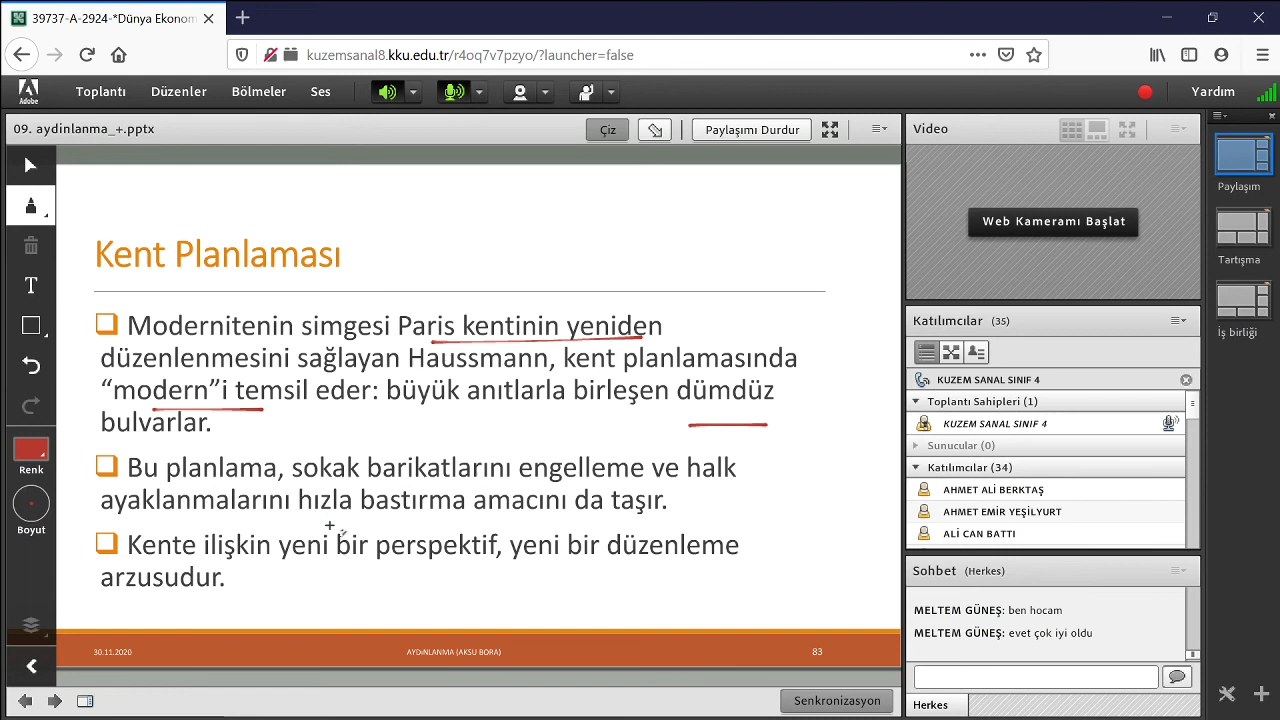 39737-A-2924-*Dünya Ekonom
kuzemsanal8.kku.edu.tr/r4oq7v7pzyo/?launcher=false
Adobe
Toplantı
Düzenler
Bölmeler
Ses
Yardım
09. aydinlanma_+.pptx
Çiz
Paylaşımı Durdur
Kent Planlaması
Modernitenin simgesi Paris kentinin yeniden
düzenlenmesini sağlayan Haussmann, kent planlamasında
“modern”i temsil eder: büyük anıtlarla birleşen dümdüz
bulvarlar.
Bu planlama, sokak barikatlarını engelleme ve halk
ayaklanmalarını hızla bastırma amacını da taşır.
Kente ilişkin yeni bir perspektif, yeni bir düzenleme
arzusudur.
30.11.2020
AYDıNLANMA (AKSU BORA)
83
T
Renk
Boyut
Senkronizasyon
Video
Web Kameramı Başlat
Katılımcılar (35)
KUZEM SANAL SINIF 4
Toplantı Sahipleri (1)
KUZEM SANAL SINIF 4
Sunucular (0)
Katılımcılar (34)
AHMET ALİ BERKTAŞ
AHMET EMİR YEŞİLYURT
ALİ CAN BATTI
Sohbet (Herkes)
MELTEM GÜNEŞ: ben hocam
MELTEM GÜNEŞ: evet çok iyi oldu
Herkes
Paylaşım
Tartışma
İş birliği